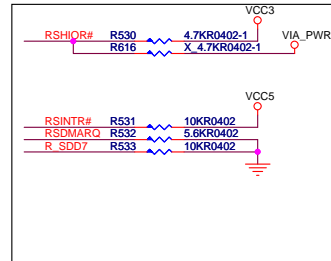 VCC3
RSHIOR# R530 4.7KR0402-1 VIA_PWR
R616 X_4.7KR0402-1
VCC5
RSINTR# R531 10KR0402
RSDMARQ R532 5.6KR0402
R_SDD7 R533 10KR0402